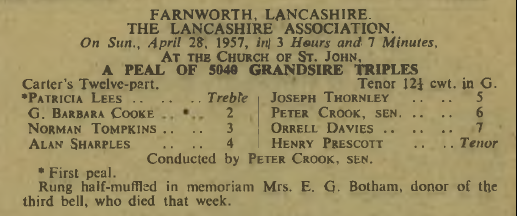 FARNWORTH, LANCASHIRE.
THE LANCASHIRE ASSOCIATION.
On Sun., April 28, 1957, in 3 Hours and 7 Minutes,
AT THE CHURCH OF ST. JOHN,
A PEAL OF 5040 GRANDSIRE TRIPLES
Carter's Twelve-part. Tenor 12½ cwt. in G.
*PATRICIA LEES .. .. Treble | JOSEPH THORNLEY .. .. 5
G. BARBARA COOKE .. .. 2 | PETER CROOK, SEN. .. .. 6
NORMAN TOMPKINS .. .. 3 | ORRELL DAVIES .. .. .. 7
ALAN SHARPLES .. .. 4 | HENRY PRESCOTT .. .. Tenor
Conducted by PETER CROOK, SEN.
* First peal.
Rung half-muffled in memoriam Mrs. E. G. Botham, donor of the
third bell, who died that week.